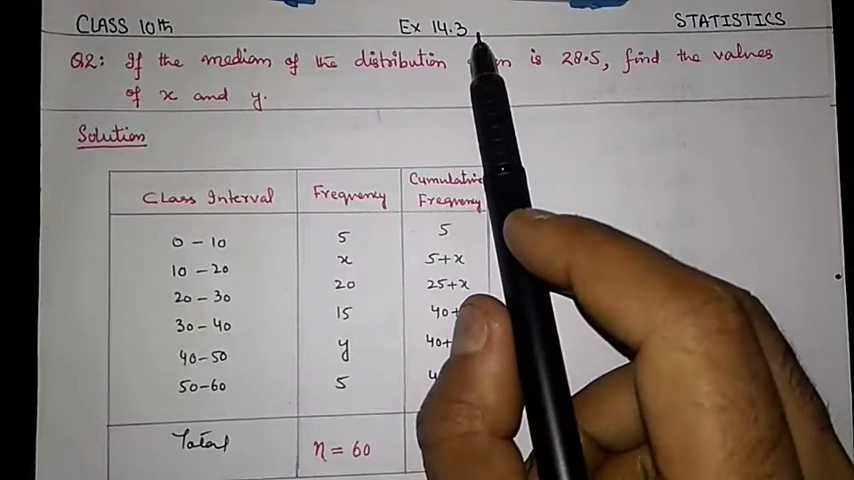 CLASS 10th Ex 14.3 STATISTICS
Q2: If the median of the distribution is 28.5, find the values
of x and y.
Solution
Class Interval Frequency Cumulative Frequency
0 - 10 5 5
10 - 20 x 5+x
20 - 30 20 25+x
30 - 40 15 40+
40 - 50 y 40+
50 - 60 5
Total n = 60